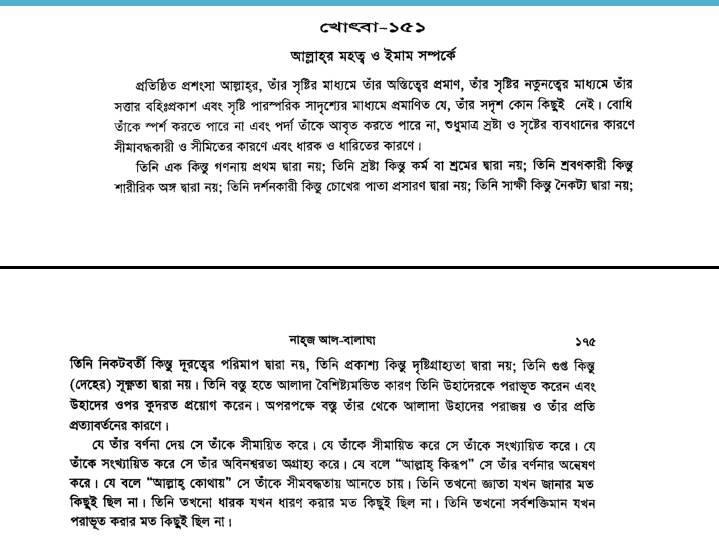 খোৎবা-১৫১
আল্লাহ্‌র মহত্ব ও ইমাম সম্পর্কে
প্রতিষ্ঠিত প্রশংসা আল্লাহ্‌র, তাঁর সৃষ্টির মাধ্যমে তাঁর অস্তিত্বের প্রমাণ, তাঁর সৃষ্টির নতুনত্বের মাধ্যমে তাঁর
সত্তার বহিঃপ্রকাশ এবং সৃষ্টি পারস্পরিক সাদৃশ্যের মাধ্যমে প্রমাণিত যে, তাঁর সদৃশ কোন কিছুই নেই। বোধি
তাঁকে স্পর্শ করতে পারে না এবং পর্দা তাঁকে আবৃত করতে পারে না, শুধুমাত্র স্রষ্টা ও সৃষ্টের ব্যবধানের কারণে
সীমাবদ্ধকারী ও সীমিতের কারণে এবং ধারক ও ধারিতের কারণে।
তিনি এক কিন্তু গণনায় প্রথম দ্বারা নয়; তিনি স্রষ্টা কিন্তু কর্ম বা শ্রমের দ্বারা নয়; তিনি শ্রবণকারী কিন্তু
শারীরিক অঙ্গ দ্বারা নয়; তিনি দর্শনকারী কিন্তু চোখের পাতা প্রসারণ দ্বারা নয়; তিনি সাক্ষী কিন্তু নৈকট্য দ্বারা নয়;
নাহ্‌জ আল-বালাঘা ১৭৫
তিনি নিকটবর্তী কিন্তু দূরত্বের পরিমাপ দ্বারা নয়, তিনি প্রকাশ্য কিন্তু দৃষ্টিগ্রাহ্যতা দ্বারা নয়; তিনি গুপ্ত কিন্তু
(দেহের) সূক্ষ্ণতা দ্বারা নয়। তিনি বস্তু হতে আলাদা বৈশিষ্ট্যমন্ডিত কারণ তিনি উহাদেরকে পরাভূত করেন এবং
উহাদের ওপর কুদরত প্রয়োগ করেন। অপরপক্ষে বস্তু তাঁর থেকে আলাদা উহাদের পরাজয় ও তাঁর প্রতি
প্রত্যাবর্তনের কারণে।
যে তাঁর বর্ণনা দেয় সে তাঁকে সীমায়িত করে। যে তাঁকে সীমায়িত করে সে তাঁকে সংখ্যায়িত করে। যে
তাঁকে সংখ্যায়িত করে সে তাঁর অবিনশ্বরতা অগ্রাহ্য করে। যে বলে “আল্লাহ্‌ কিরূপ” সে তাঁর বর্ণনার অন্বেষণ
করে। যে বলে “আল্লাহ্‌ কোথায়” সে তাঁকে সীমবদ্ধতায় আনতে চায়। তিনি তখনো জ্ঞাতা যখন জানার মত
কিছুই ছিল না। তিনি তখনো ধারক যখন ধারণ করার মত কিছুই ছিল না। তিনি তখনো সর্বশক্তিমান যখন
পরাভূত করার মত কিছুই ছিল না।